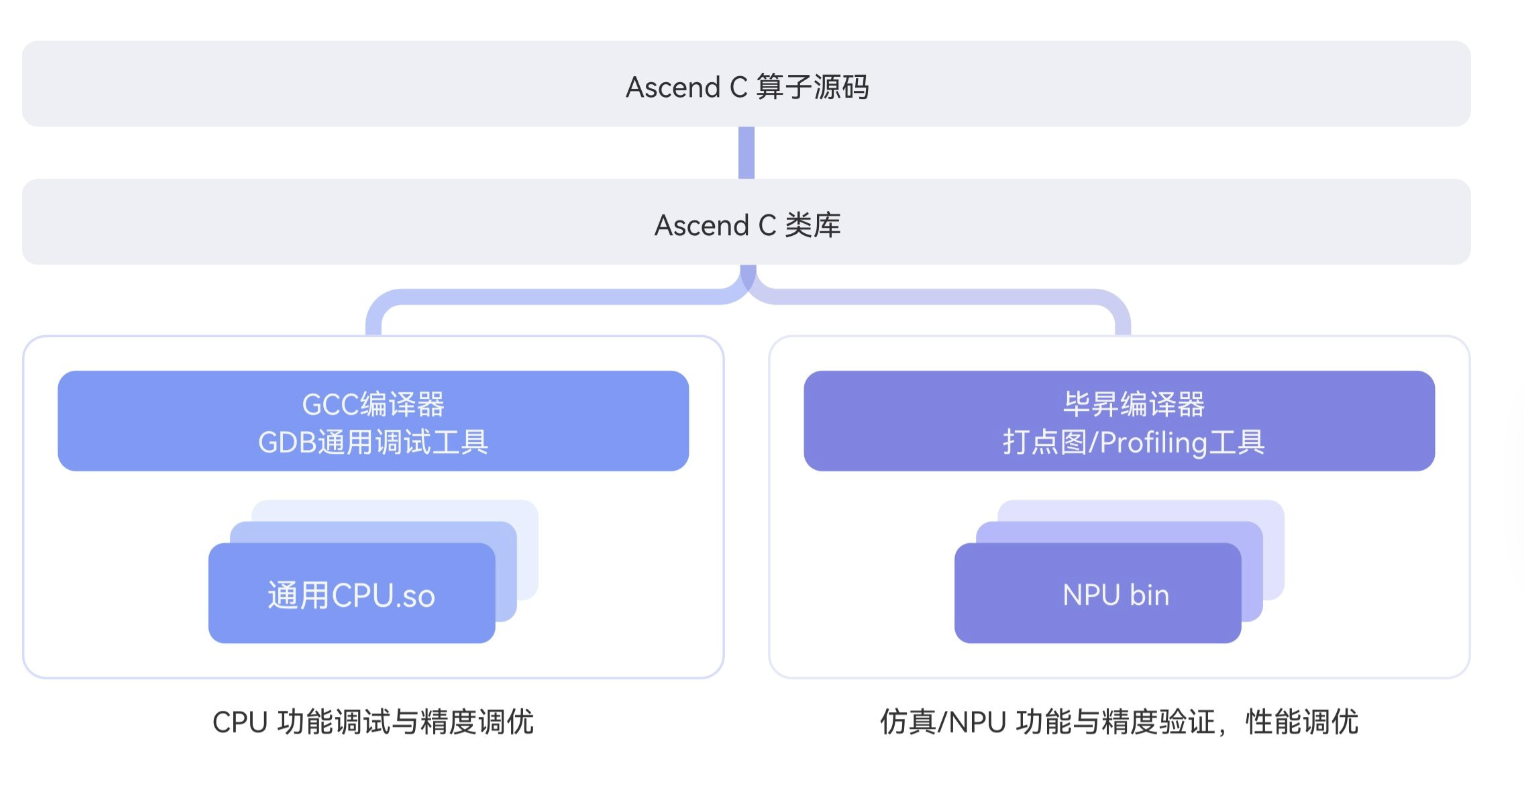 Ascend C 算子源码
Ascend C 类库
GCC编译器
GDB通用调试工具
毕昇编译器
打点图/Profiling工具
通用CPU.so
NPU bin
CPU 功能调试与精度调优
仿真/NPU 功能与精度验证，性能调优